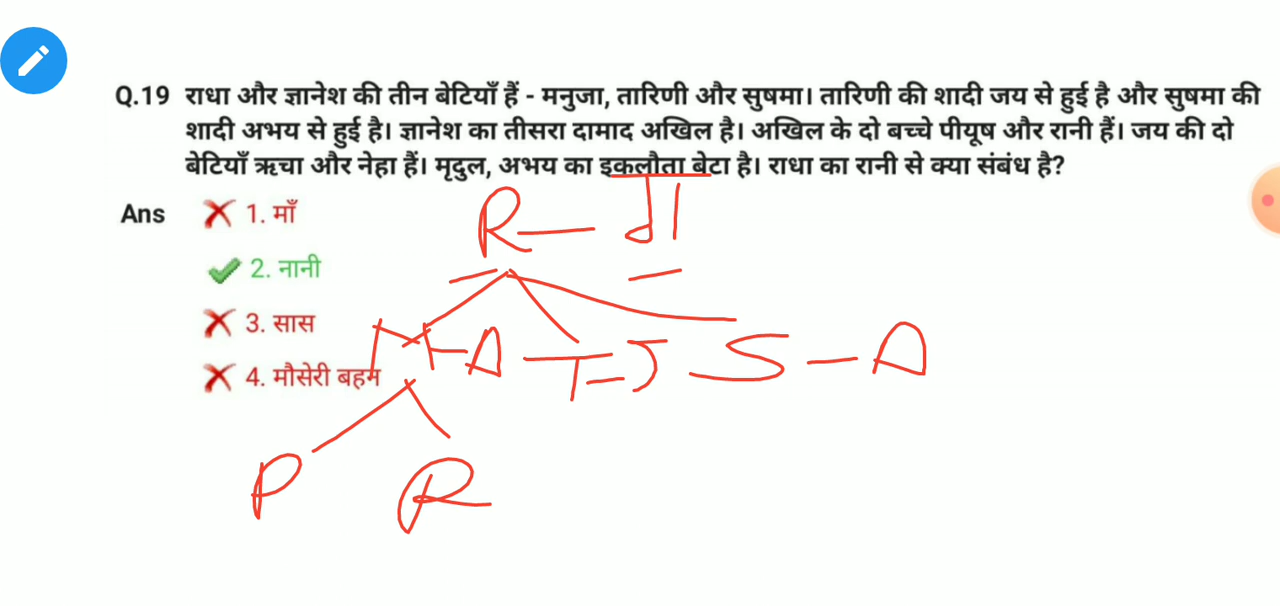 Q.19 राधा और ज्ञानेश की तीन बेटियाँ हैं - मनुजा, तारिणी और सुषमा। तारिणी की शादी जय से हुई है और सुषमा की
शादी अभय से हुई है। ज्ञानेश का तीसरा दामाद अखिल है। अखिल के दो बच्चे पीयूष और रानी हैं। जय की दो
बेटियाँ ऋचा और नेहा हैं। मृदुल, अभय का इकलौता बेटा है। राधा का रानी से क्या संबंध है?
Ans 1. माँ
2. नानी
3. सास
4. मौसेरी बहन
R —
M - A T = J S - A
P R